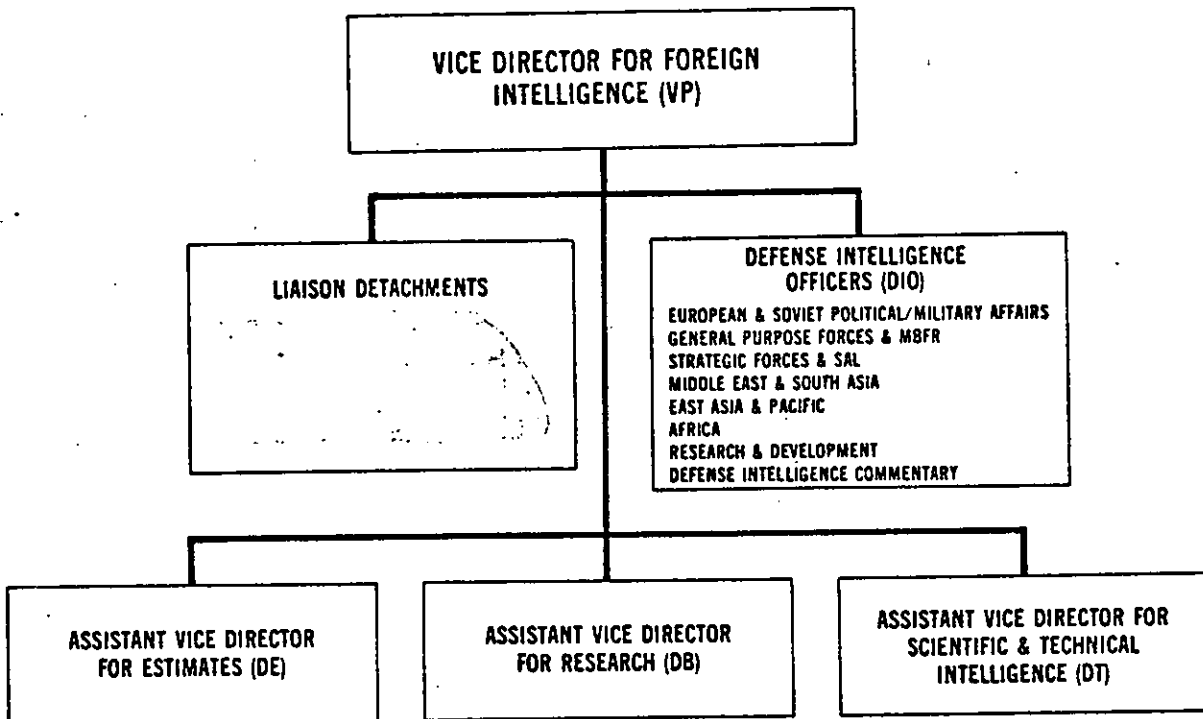 VICE DIRECTOR FOR FOREIGN
INTELLIGENCE (VP)
LIAISON DETACHMENTS
DEFENSE INTELLIGENCE
OFFICERS (DIO)
EUROPEAN & SOVIET POLITICAL/MILITARY AFFAIRS
GENERAL PURPOSE FORCES & MBFR
STRATEGIC FORCES & SAL
MIDDLE EAST & SOUTH ASIA
EAST ASIA & PACIFIC
AFRICA
RESEARCH & DEVELOPMENT
DEFENSE INTELLIGENCE COMMENTARY
ASSISTANT VICE DIRECTOR
FOR ESTIMATES (DE)
ASSISTANT VICE DIRECTOR
FOR RESEARCH (DB)
ASSISTANT VICE DIRECTOR FOR
SCIENTIFIC & TECHNICAL
INTELLIGENCE (DT)